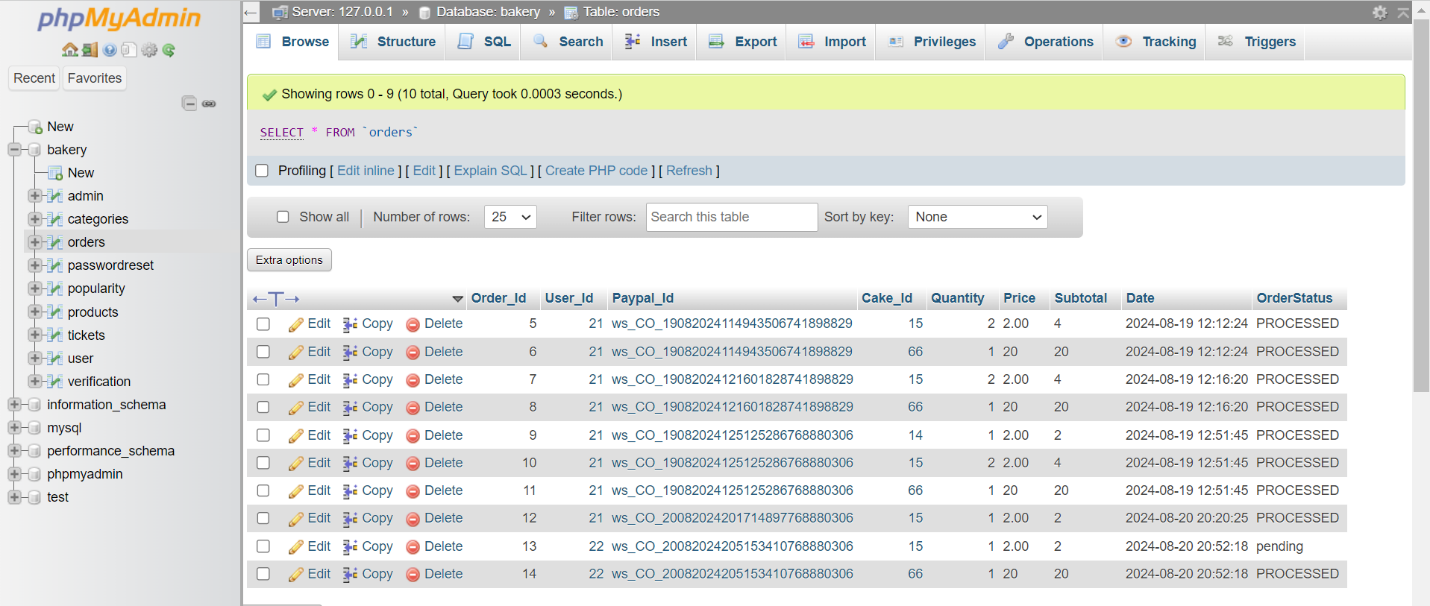 phpMyAdmin
Recent Favorites
New
bakery
New
admin
categories
orders
passwordreset
popularity
products
tickets
user
verification
information_schema
mysql
performance_schema
phpmyadmin
test
Server: 127.0.0.1 » Database: bakery » Table: orders
Browse Structure SQL Search Insert Export Import Privileges Operations Tracking Triggers
Showing rows 0 - 9 (10 total, Query took 0.0003 seconds.)
SELECT * FROM `orders`
Profiling [ Edit inline ] [ Edit ] [ Explain SQL ] [ Create PHP code ] [ Refresh ]
Show all Number of rows: 25 Filter rows: Search this table Sort by key: None
Extra options
←T→ Order_Id User_Id Paypal_Id Cake_Id Quantity Price Subtotal Date OrderStatus
Edit Copy Delete 5 21 ws_CO_19082024114943506741898829 15 2 2.00 4 2024-08-19 12:12:24 PROCESSED
Edit Copy Delete 6 21 ws_CO_19082024114943506741898829 66 1 20 20 2024-08-19 12:12:24 PROCESSED
Edit Copy Delete 7 21 ws_CO_19082024121601828741898829 15 2 2.00 4 2024-08-19 12:16:20 PROCESSED
Edit Copy Delete 8 21 ws_CO_19082024121601828741898829 66 1 20 20 2024-08-19 12:16:20 PROCESSED
Edit Copy Delete 9 21 ws_CO_19082024125125286768880306 14 1 2.00 2 2024-08-19 12:51:45 PROCESSED
Edit Copy Delete 10 21 ws_CO_19082024125125286768880306 15 2 2.00 4 2024-08-19 12:51:45 PROCESSED
Edit Copy Delete 11 21 ws_CO_19082024125125286768880306 66 1 20 20 2024-08-19 12:51:45 PROCESSED
Edit Copy Delete 12 21 ws_CO_20082024201714897768880306 15 1 2.00 2 2024-08-20 20:20:25 PROCESSED
Edit Copy Delete 13 22 ws_CO_20082024205153410768880306 15 1 2.00 2 2024-08-20 20:52:18 pending
Edit Copy Delete 14 22 ws_CO_20082024205153410768880306 66 1 20 20 2024-08-20 20:52:18 PROCESSED